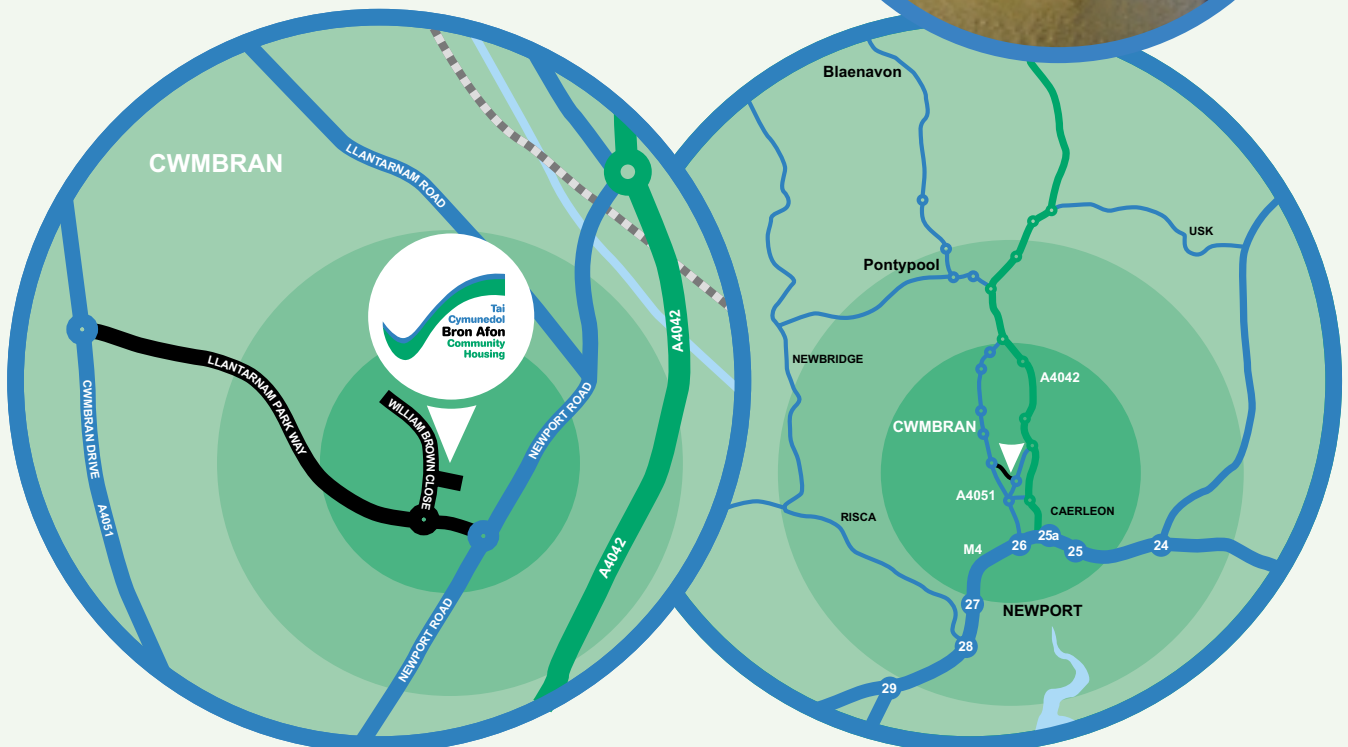 CWMBRAN
LLANTARNAM ROAD
Tai
Cymunedol
Bron Afon
Community
Housing
A4042
LLANTARNAM PARK WAY
WILLIAM BROWN CLOSE
CWMBRAN DRIVE
A4051
NEWPORT ROAD
A4042
NEWPORT ROAD
Blaenavon
USK
Pontypool
NEWBRIDGE
A4042
CWMBRAN
A4051
RISCA
CAERLEON
M4
26
25a
25
24
27
NEWPORT
28
29